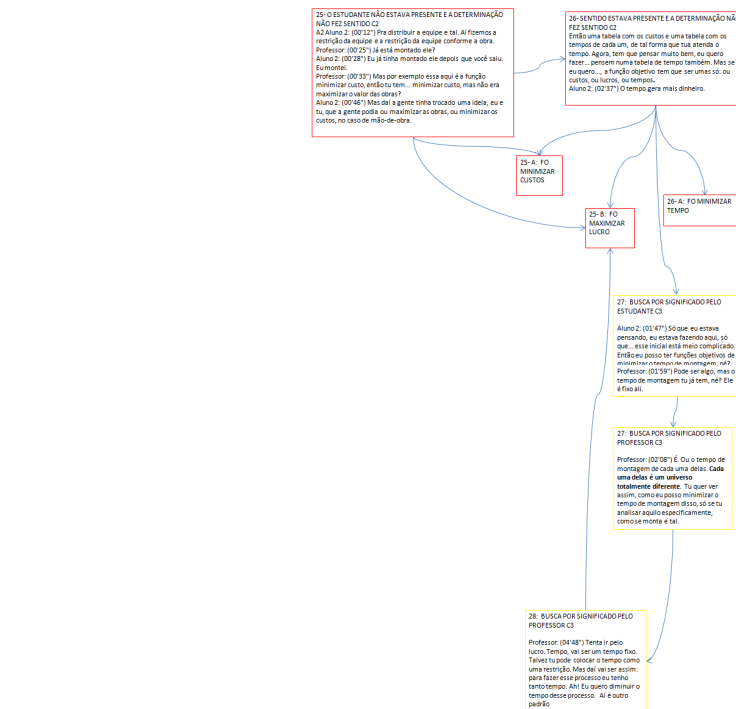 25- O ESTUDANTE NÃO ESTAVA PRESENTE E A DETERMINAÇÃO
NÃO FEZ SENTIDO C2
A2 Aluno 2: (00'12") Pra distribuir a equipe e tal. Aí fizemos a
restrição da equipe e a restrição da equipe conforme a obra.
Professor: (00'25") Já está montado ele?
Aluno 2: (00'28") Eu já tinha montado ele depois que você saiu.
Eu montei.
Professor: (00'33") Mas por exemplo essa aqui é a função
minimizar custo, então tu tem... minimizar custo, mas não era
maximizar o valor das obras?
Aluno 2: (00'46") Mas daí a gente tinha trocado uma ideia, eu e
tu, que a gente podia ou maximizar as obras, ou minimizar os
custos, no caso de mão-de-obra.
26- SENTIDO ESTAVA PRESENTE E A DETERMINAÇÃO NÃ
FEZ SENTIDO C2
Então uma tabela com os custos e uma tabela com os
tempos de cada um, de tal forma que tua atenda o
tempo. Agora, tem que pensar muito bem, eu quero
fazer... pensem numa tabela de tempo também. Mas se
eu quero..., a função objetivo tem que ser umas só: ou
custos, ou lucros, ou tempos.
Aluno 2: (02'37") O tempo gera mais dinheiro.
25- A: FO
MINIMIZAR
CUSTOS
26- A: FO MINIMIZAR
TEMPO
25- B: FO
MAXIMIZAR
LUCRO
27: BUSCA POR SIGNIFICADO PELO
ESTUDANTE C3
Aluno 2: (01'47") Só que eu estava
pensando, eu estava fazendo aqui, só
que... esse inicial está meio complicado.
Então eu posso ter funções objetivos de
minimizar o tempo de montagem, né?
Professor: (01'59") Pode ser algo, mas o
tempo de montagem tu já tem, né? Ele
é fixo ali.
27: BUSCA POR SIGNIFICADO PELO
PROFESSOR C3
Professor: (02'08") É. Ou o tempo de
montagem de cada uma delas. Cada
uma delas é um universo
totalmente diferente. Tu quer ver
assim, como eu posso minimizar o
tempo de montagem disso, só se tu
analisar aquilo especificamente,
como se monta e tal.
28: BUSCA POR SIGNIFICADO PELO
PROFESSOR C3
Professor: (04'48") Tenta ir pelo
lucro. Tempo, vai ser um tempo fixo.
Talvez tu pode colocar o tempo como
uma restrição. Mas daí vai ser assim:
para fazer esse processo eu tenho
tanto tempo. Ah! Eu quero diminuir o
tempo desse processo. Aí é outro
padrão